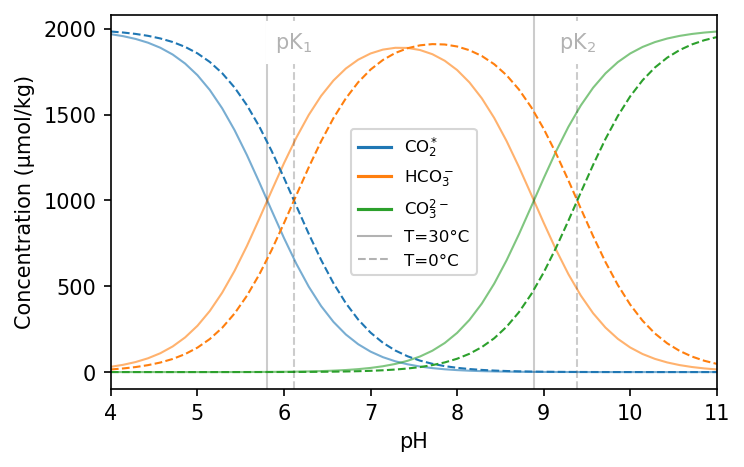 2000
1500
1000
500
0
Concentration (μmol/kg)
pK₁
pK₂
CO₂*
HCO₃⁻
CO₃²⁻
T=30°C
T=0°C
4 5 6 7 8 9 10 11
pH